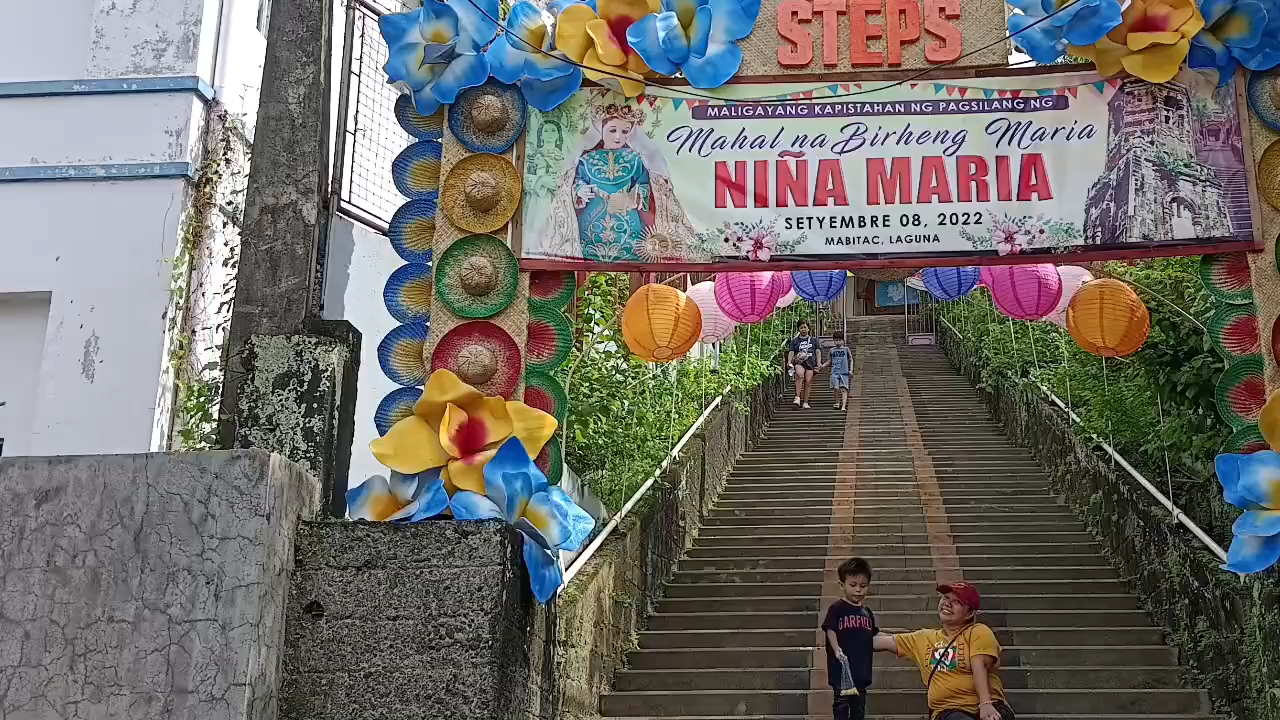 STEPS
MALIGAYANG KAPISTAHAN NG PAGSILANG NG
Mahal na Birheng Maria
NIÑA MARIA
SETYEMBRE 08, 2022
MABITAC, LAGUNA
GARFIEL